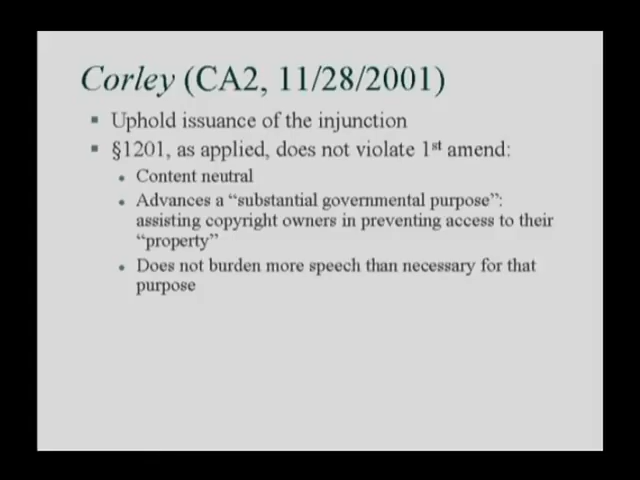 Corley (CA2, 11/28/2001)
Uphold issuance of the injunction
§1201, as applied, does not violate 1st amend:
Content neutral
Advances a “substantial governmental purpose”:
assisting copyright owners in preventing access to their
“property”
Does not burden more speech than necessary for that
purpose